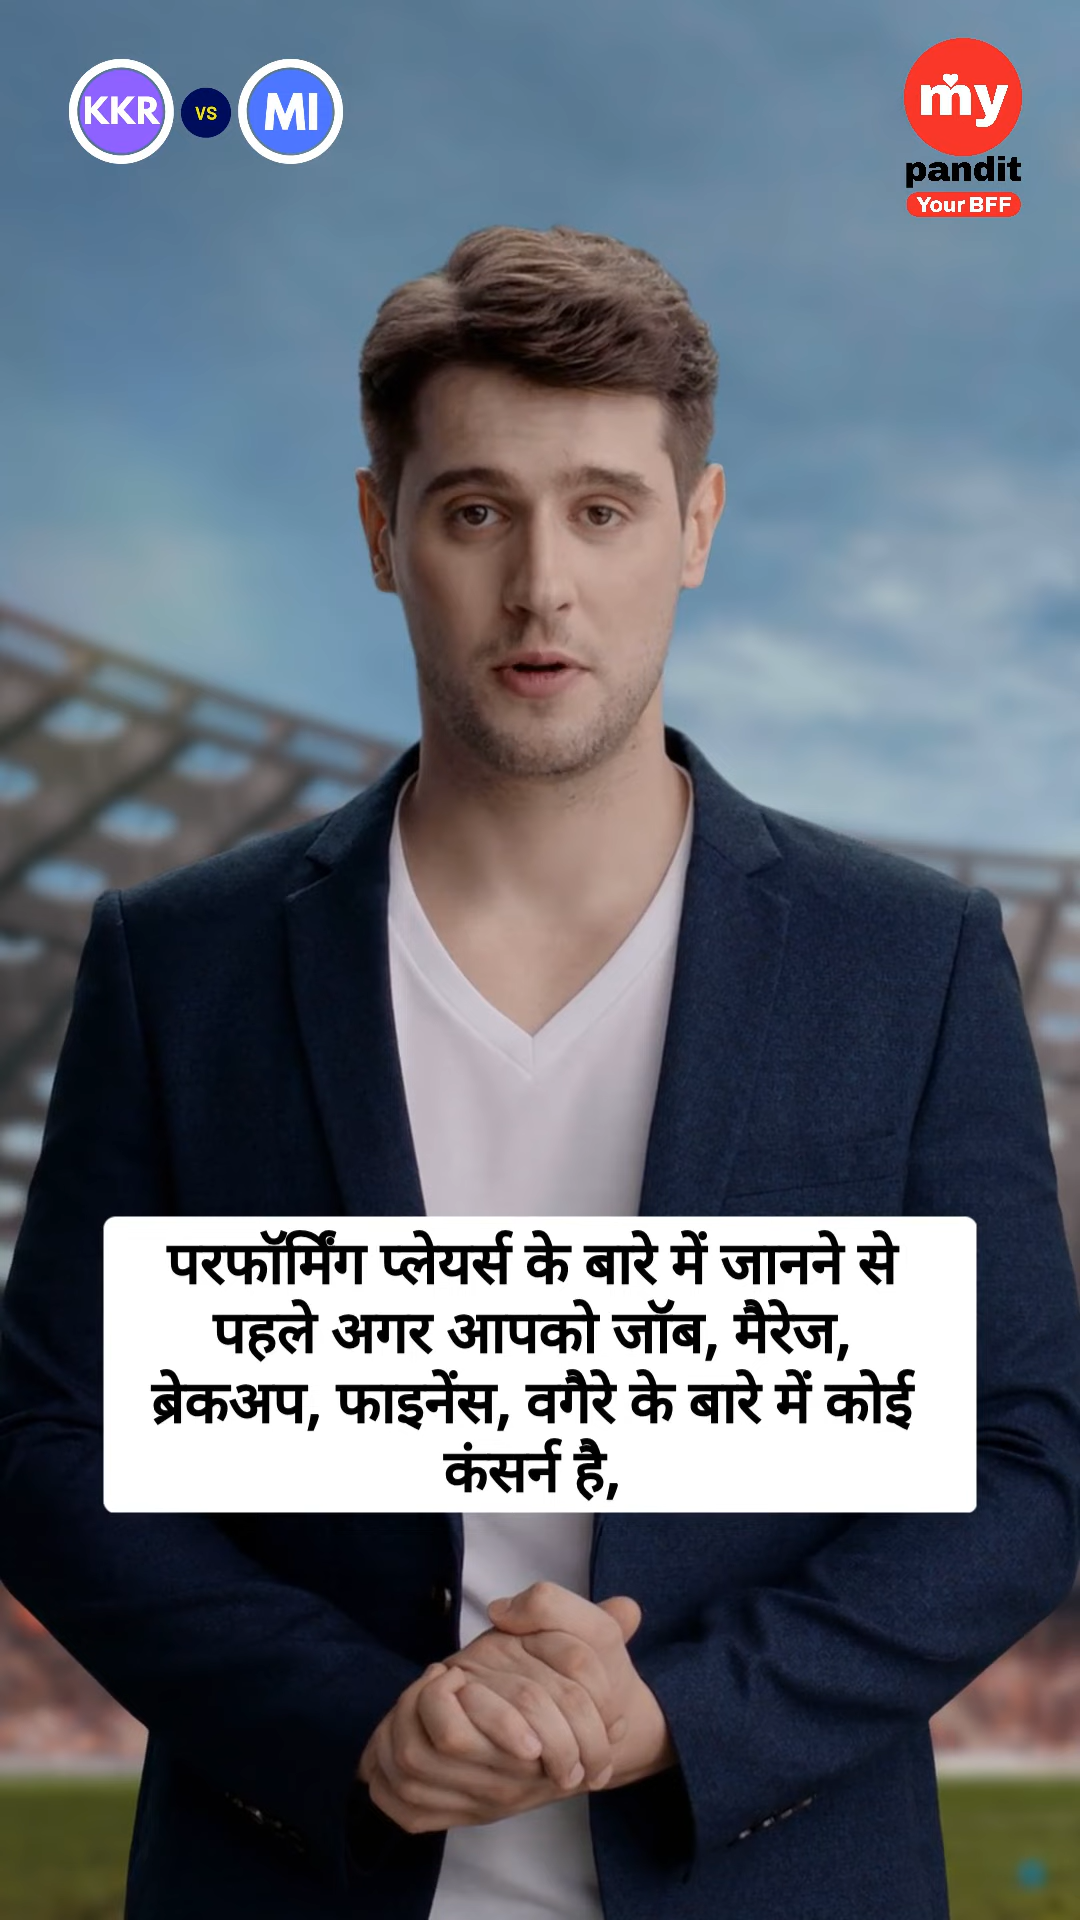 KKR vs MI
my
pandit
Your BFF
परफॉर्मिंग प्लेयर्स के बारे में जानने से
पहले अगर आपको जॉब, मैरेज,
ब्रेकअप, फाइनेंस, वगैरे के बारे में कोई
कंसर्न है,